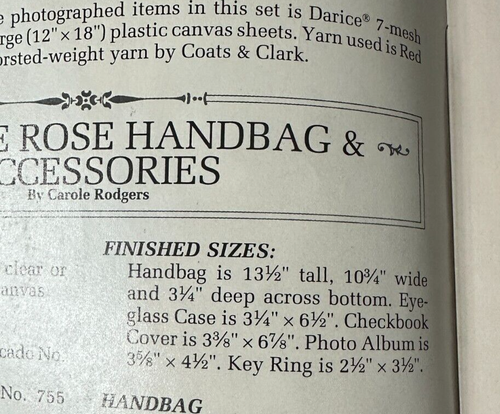 photographed items in this set is Darice® 7-mesh
(12" × 18") plastic canvas sheets. Yarn used is Red
weight yarn by Coats & Clark.
ROSE HANDBAG &
CCESSORIES
By Carole Rodgers
FINISHED SIZES:
clear or
Handbag is 13½" tall, 10¾" wide
and 3¼" deep across bottom. Eye-
glass Case is 3¼" × 6½". Checkbook
Cover is 3⅜" × 6⅞". Photo Album is
3⅝" × 4½". Key Ring is 2½" × 3½".
No.
No. 755
HANDBAG